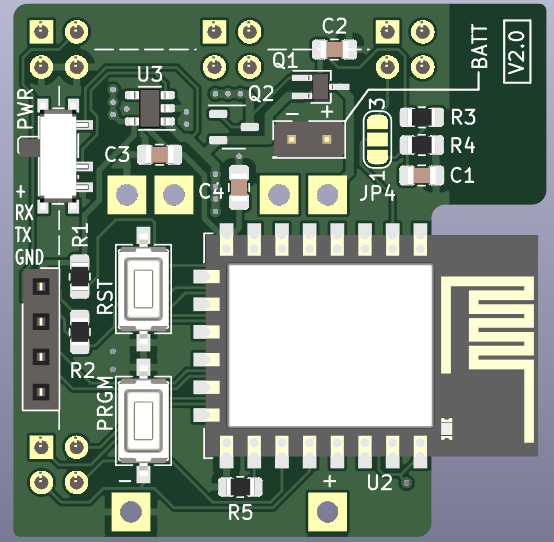 C2
BATT
V2.0
Q1
U3
Q2
PWR
−
+
3
R3
R4
C3
C4
C1
1
JP4
+
RX
TX
GND
R1
RST
R2
PRGM
−
+
U2
R5